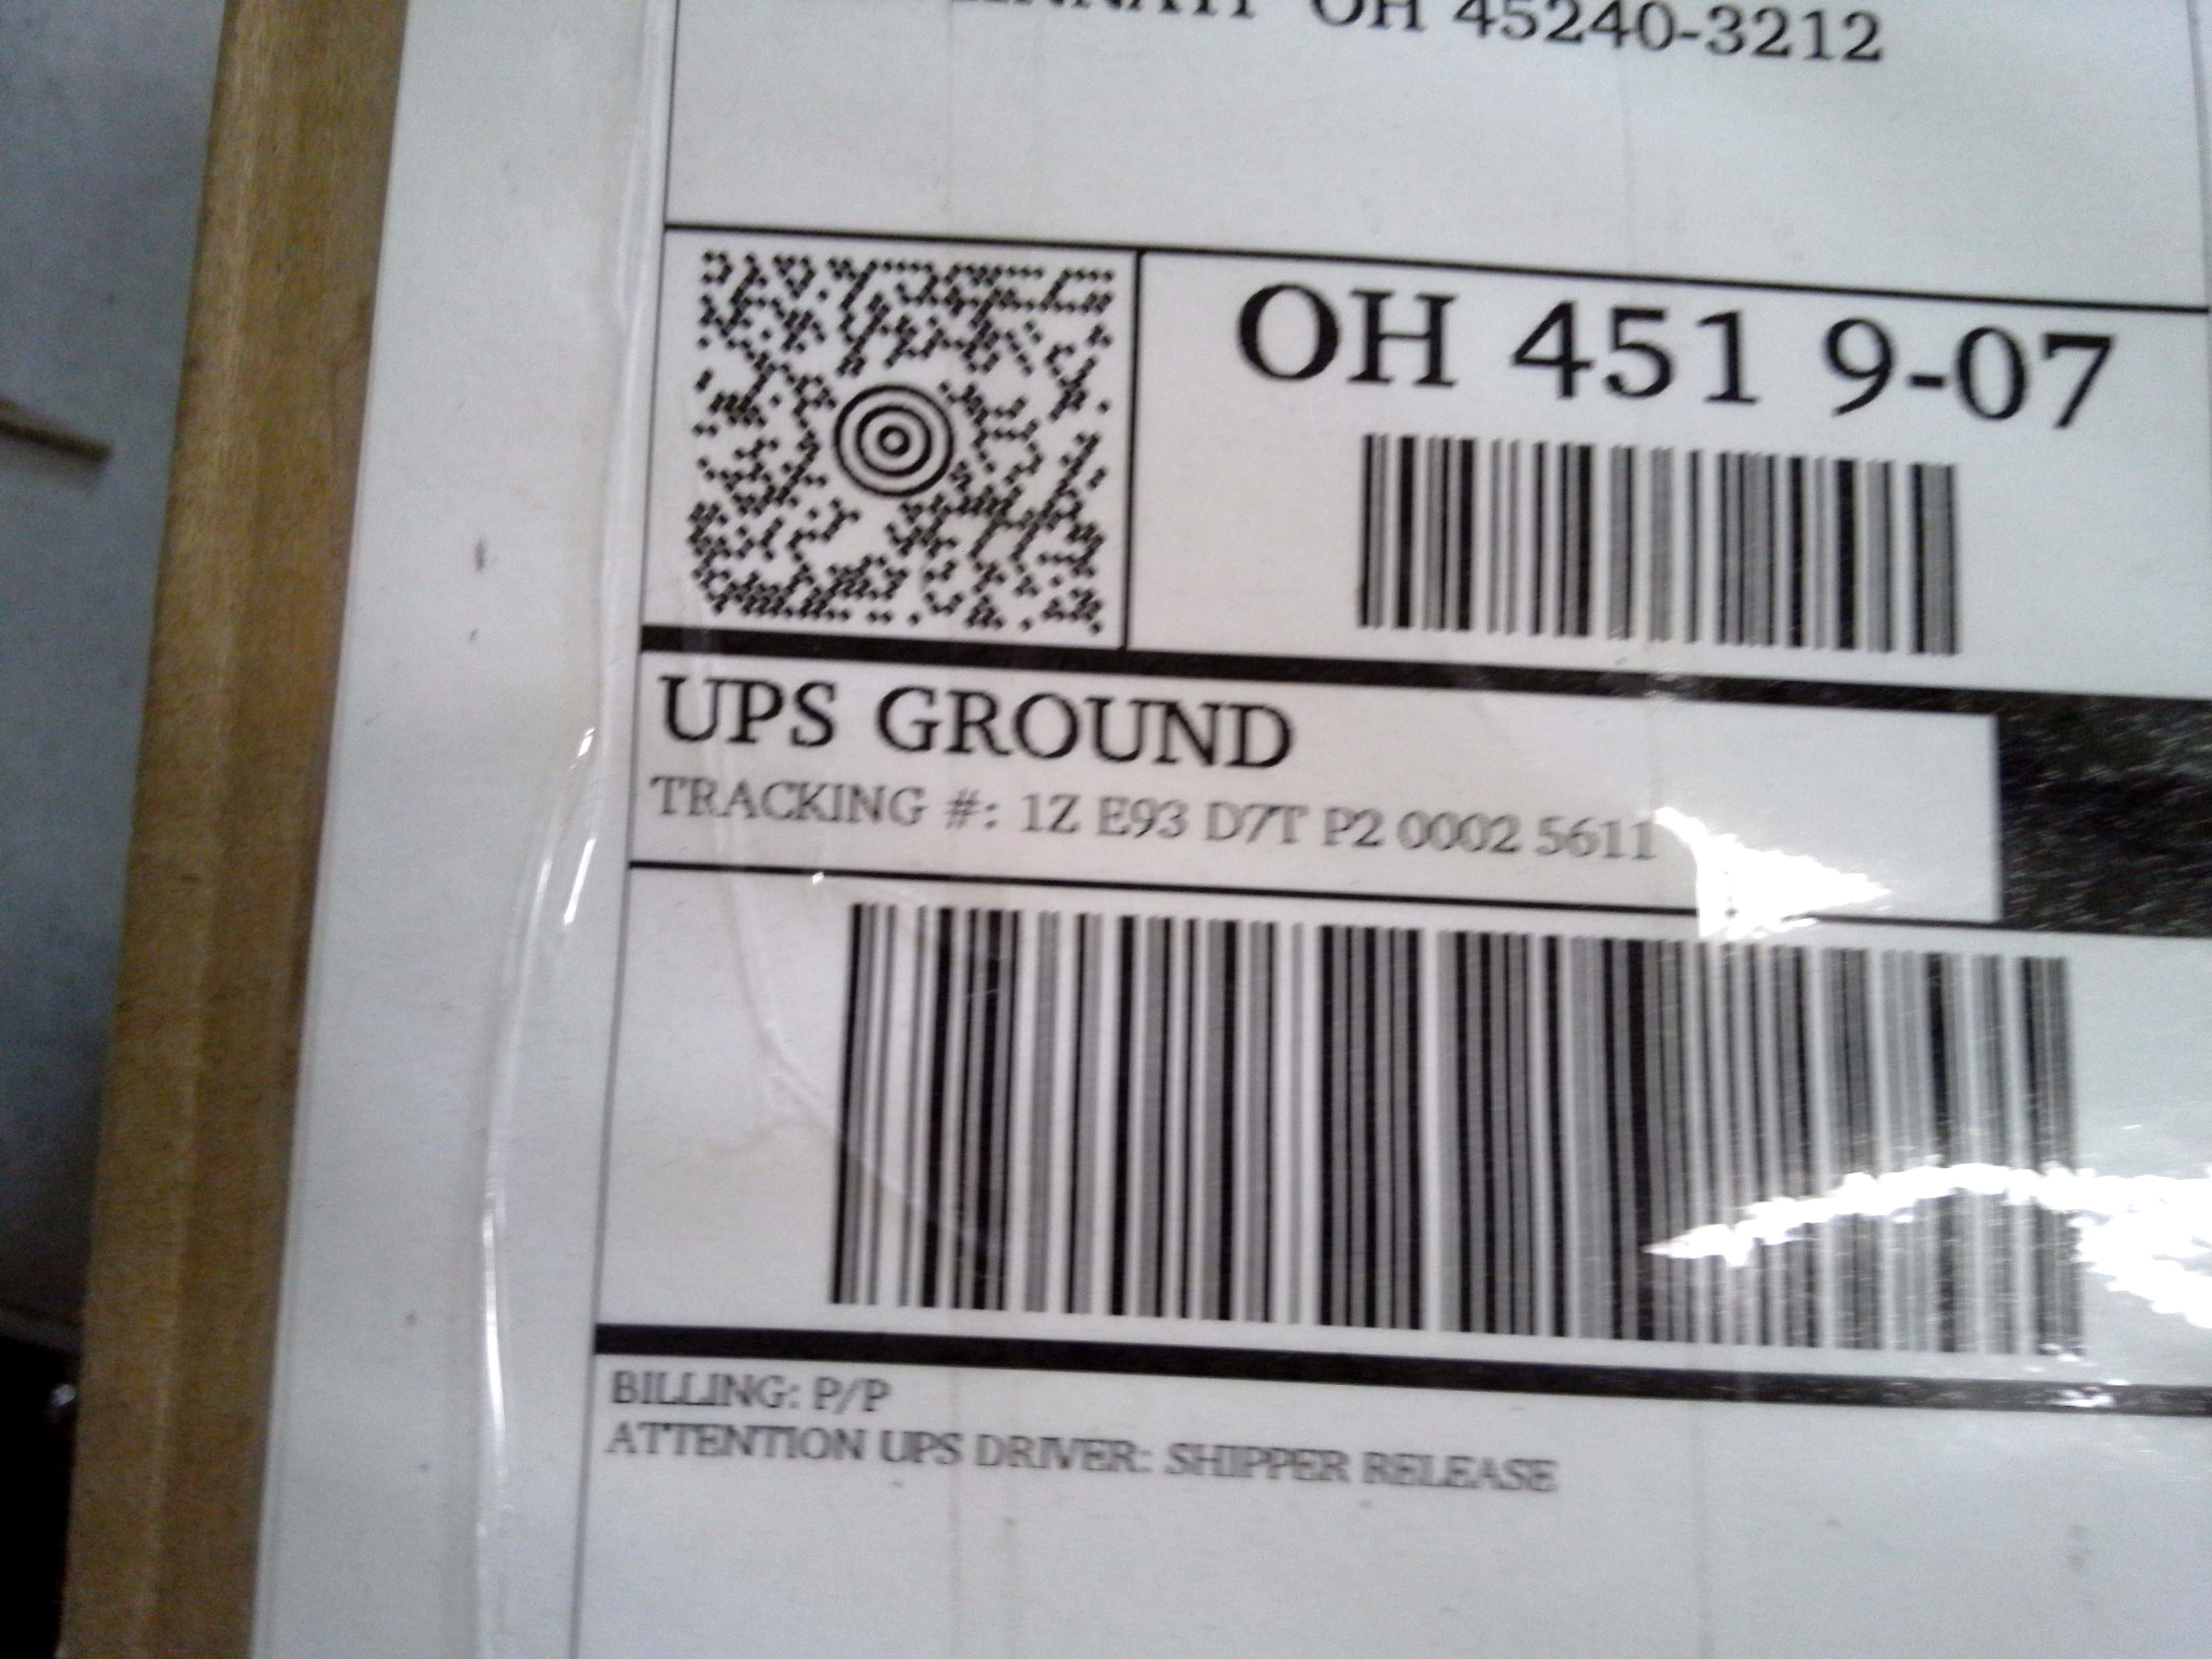 OH 45240-3212
OH 451 9-07
UPS GROUND
TRACKING #: 1Z E93 D7T P2 0002 5611
BILLING: P/P
ATTENTION UPS DRIVER: SHIPPER RELEASE